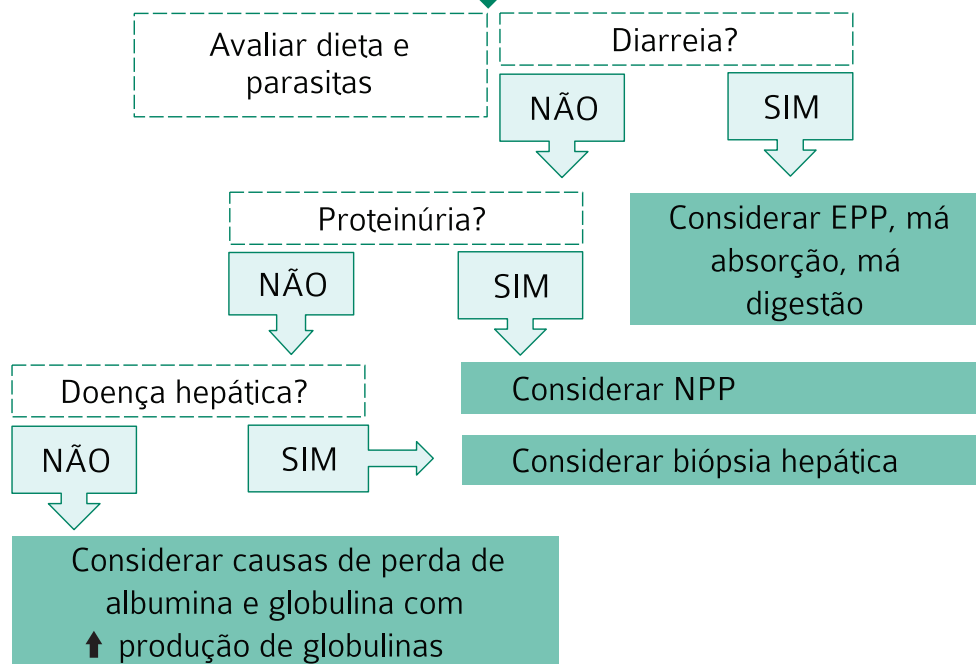 Avaliar dieta e
parasitas
Diarreia?
NÃO
SIM
Proteinúria?
Considerar EPP, má
absorção, má
digestão
NÃO
SIM
Doença hepática?
Considerar NPP
NÃO
SIM
Considerar biópsia hepática
Considerar causas de perda de
albumina e globulina com
⬆ produção de globulinas